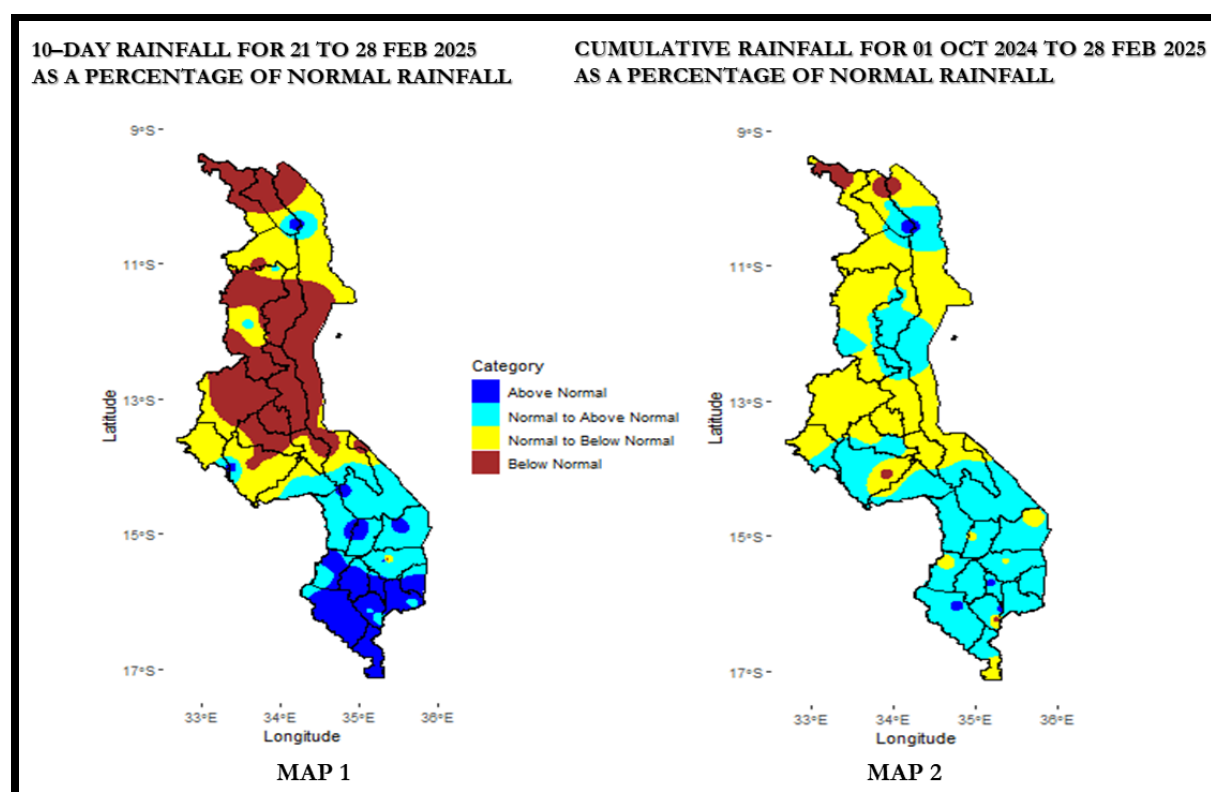 10–DAY RAINFALL FOR 21 TO 28 FEB 2025
AS A PERCENTAGE OF NORMAL RAINFALL
CUMULATIVE RAINFALL FOR 01 OCT 2024 TO 28 FEB 2025
AS A PERCENTAGE OF NORMAL RAINFALL
9°S
11°S
13°S
15°S
17°S
Latitude
33°E 34°E 35°E 36°E
Longitude
MAP 1
Category
Above Normal
Normal to Above Normal
Normal to Below Normal
Below Normal
9°S
11°S
13°S
15°S
17°S
Latitude
33°E 34°E 35°E 36°E
Longitude
MAP 2